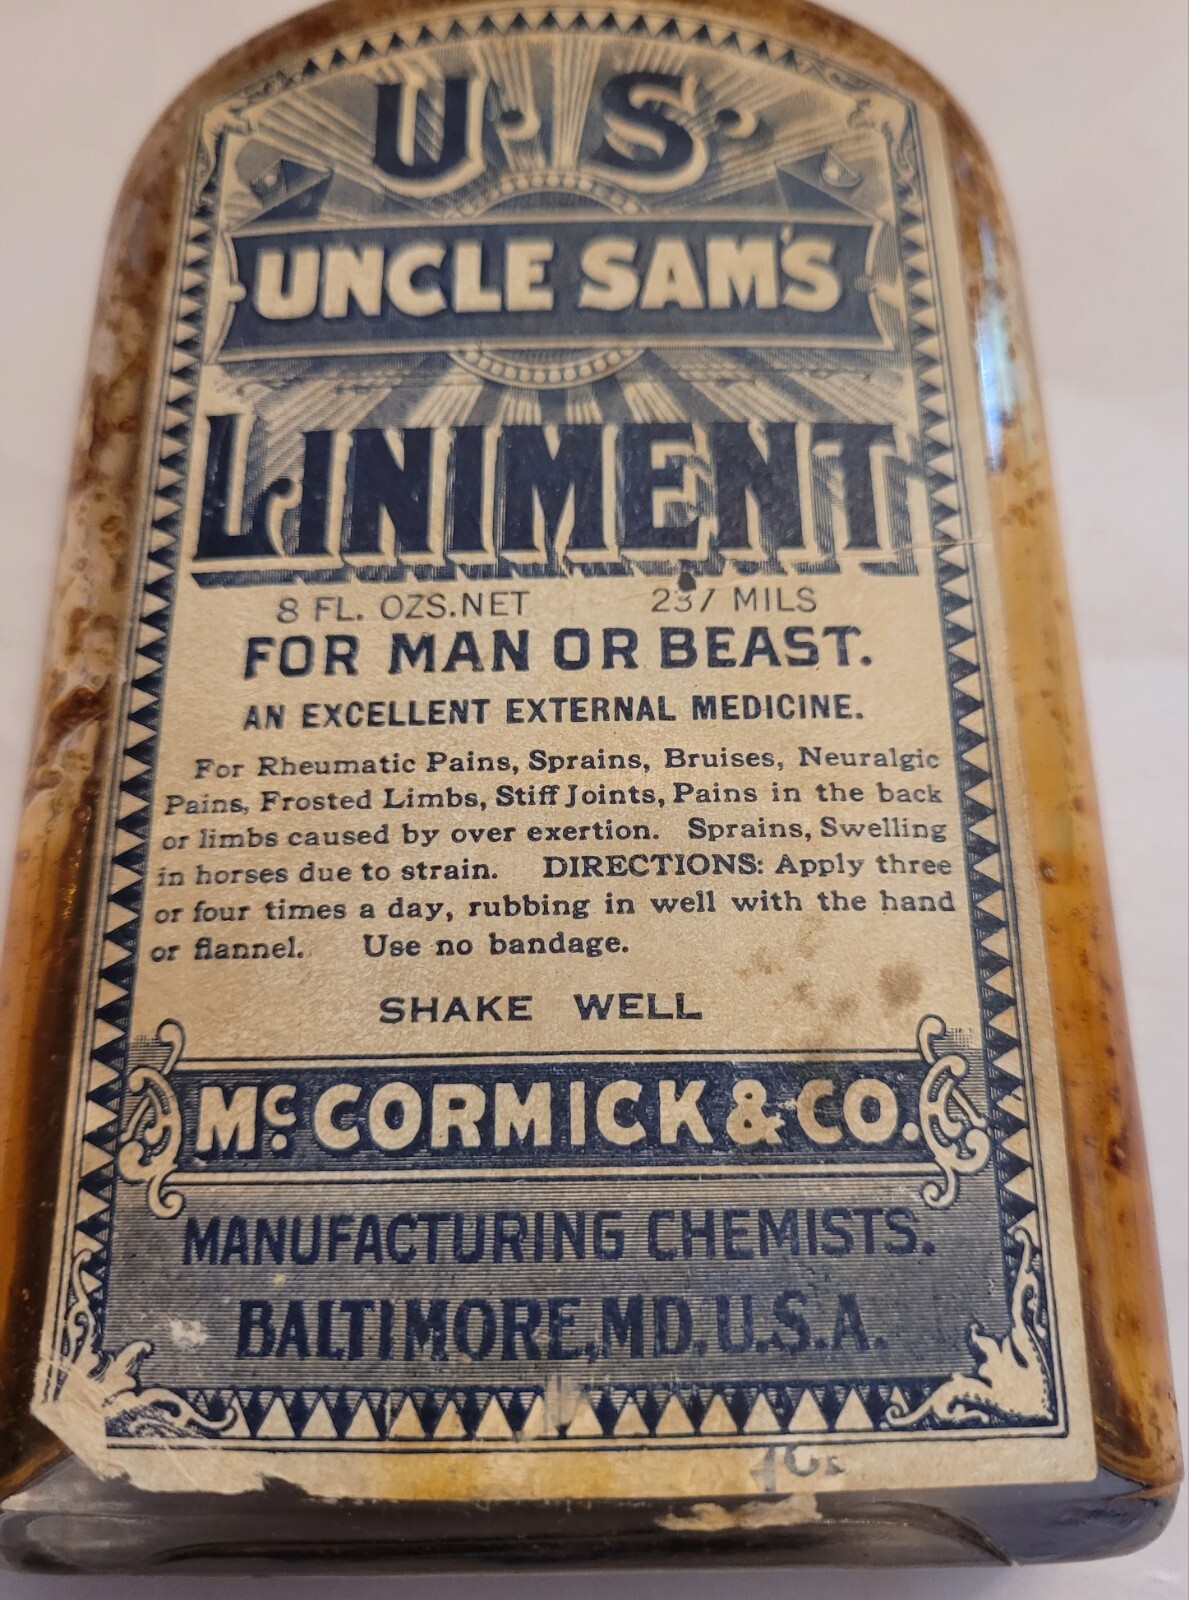 U. S.
UNCLE SAM'S
LINIMENT
8 FL. OZS. NET 237 MILS
FOR MAN OR BEAST.
AN EXCELLENT EXTERNAL MEDICINE.
For Rheumatic Pains, Sprains, Bruises, Neuralgic
Pains, Frosted Limbs, Stiff Joints, Pains in the back
or limbs caused by over exertion. Sprains, Swelling
in horses due to strain. DIRECTIONS: Apply three
or four times a day, rubbing in well with the hand
or flannel. Use no bandage.
SHAKE WELL
McCORMICK & CO.
MANUFACTURING CHEMISTS.
BALTIMORE, MD. U.S.A.